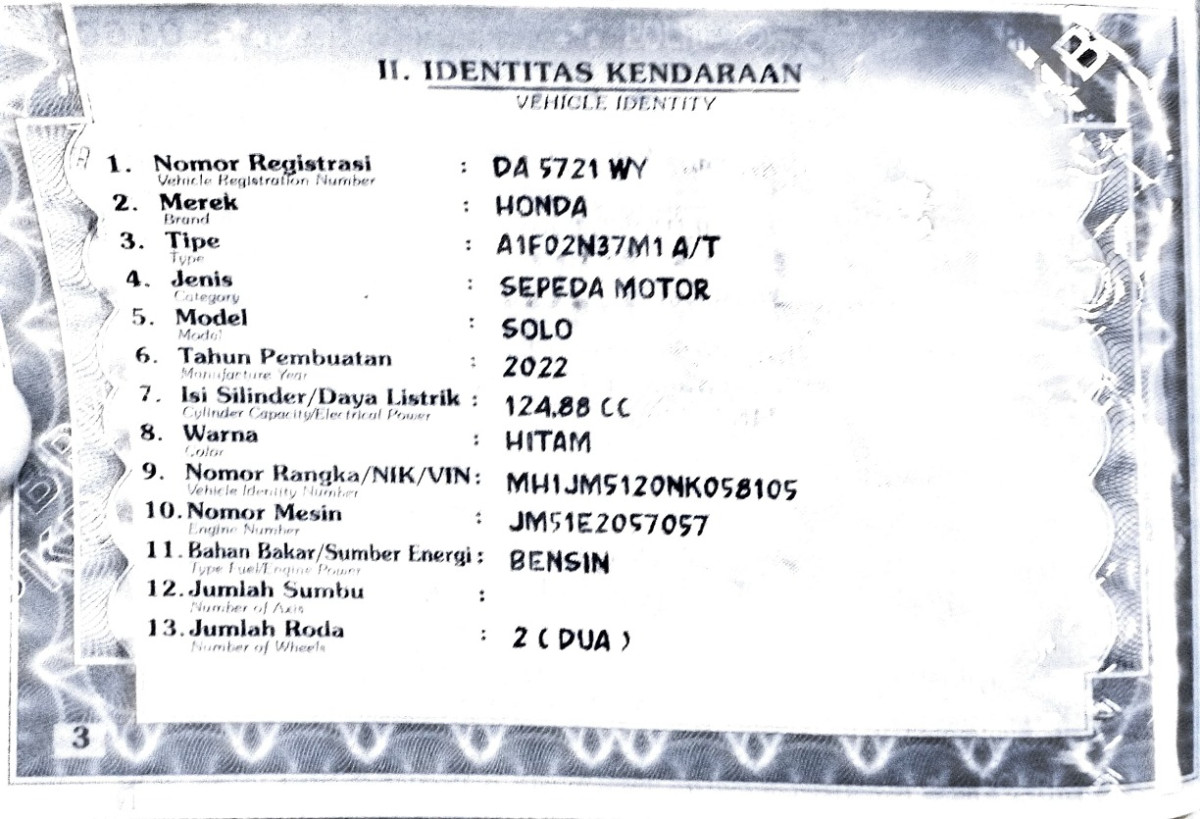 II. IDENTITAS KENDARAAN
VEHICLE IDENTITY
1. Nomor Registrasi : DA 5721 WY
Vehicle Registration Number
2. Merek : HONDA
Brand
3. Tipe : A1F02N37M1 A/T
Type
4. Jenis : SEPEDA MOTOR
Category
5. Model : SOLO
Model
6. Tahun Pembuatan : 2022
Manufacture Year
7. Isi Silinder/Daya Listrik : 124,88 CC
Cylinder Capacity/Electrical Power
8. Warna : HITAM
Color
9. Nomor Rangka/NIK/VIN : MH1JM5120NK058105
Vehicle Identity Number
10. Nomor Mesin : JM51E2057057
Engine Number
11. Bahan Bakar/Sumber Energi : BENSIN
Type Fuel/Engine Power
12. Jumlah Sumbu :
Number of Axis
13. Jumlah Roda : 2 ( DUA )
Number of Wheels
3